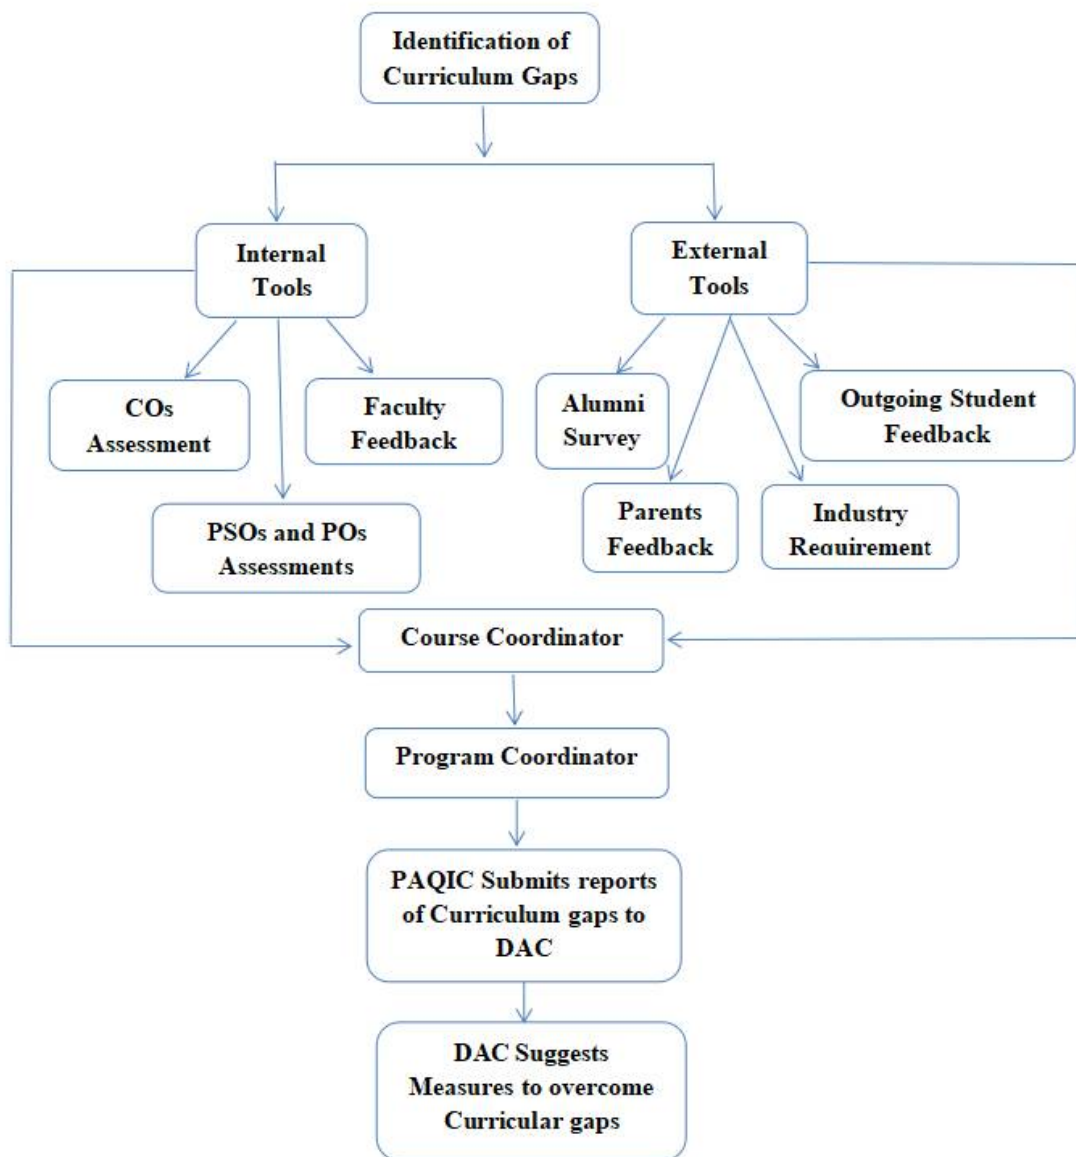 Identification of
Curriculum Gaps
Internal
Tools
External
Tools
COs
Assessment
Faculty
Feedback
Alumni
Survey
Outgoing Student
Feedback
PSOs and POs
Assessments
Parents
Feedback
Industry
Requirement
Course Coordinator
Program Coordinator
PAQIC Submits reports
of Curriculum gaps to
DAC
DAC Suggests
Measures to overcome
Curricular gaps